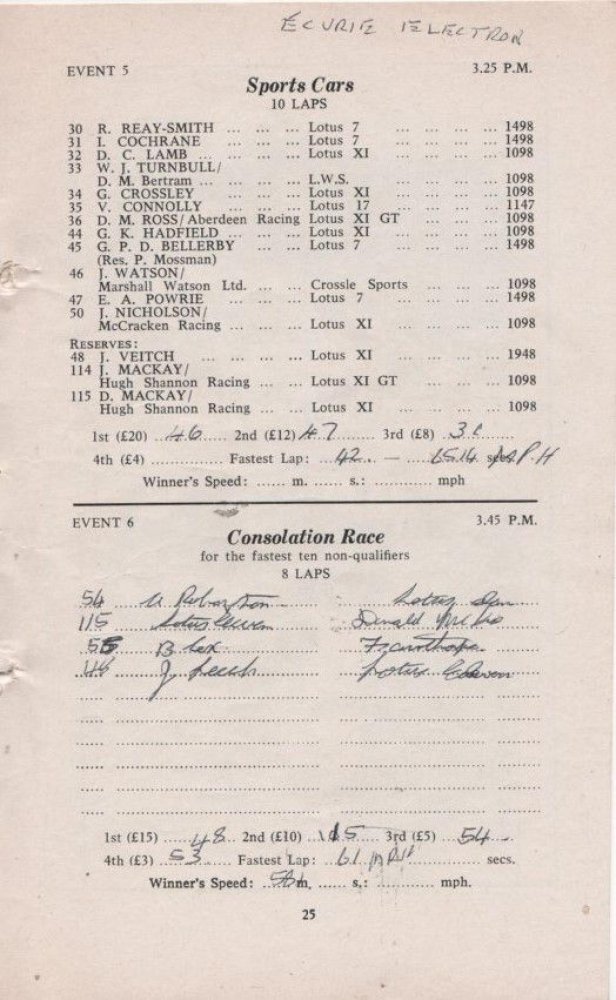 ÉCURIE ELECTRON
EVENT 5 3.25 P.M.
Sports Cars
10 LAPS
30 R. REAY-SMITH ... ... ... Lotus 7 ... ... ... ... 1498
31 I. COCHRANE ... ... ... Lotus 7 ... ... ... ... 1498
32 D. C. LAMB ... ... ... Lotus XI ... ... ... ... 1098
33 W. J. TURNBULL/
D. M. Bertram ... ... ... ... L.W.S. ... ... ... ... 1098
34 G. CROSSLEY ... ... ... Lotus XI ... ... ... ... 1098
35 V. CONNOLLY ... ... ... Lotus 17 ... ... ... ... 1147
36 D. M. ROSS/Aberdeen Racing Lotus XI GT ... ... ... 1098
44 G. K. HADFIELD ... ... ... Lotus XI ... ... ... ... 1098
45 G. P. D. BELLERBY ... ... Lotus 7 ... ... ... ... 1498
(Res. P. Mossman)
46 J. WATSON/
Marshall Watson Ltd. ... ... Crossle Sports ... ... ... 1098
47 E. A. POWRIE ... ... ... Lotus 7 ... ... ... ... 1498
50 J. NICHOLSON/
McCracken Racing ... ... ... Lotus XI ... ... ... ... 1098
RESERVES:
48 J. VEITCH ... ... ... ... Lotus XI ... ... ... ... 1948
114 J. MACKAY/
Hugh Shannon Racing ... ... Lotus XI GT ... ... ... 1098
115 D. MACKAY/
Hugh Shannon Racing ... ... Lotus XI ... ... ... ... 1098
1st (£20) 46 2nd (£12) 47 3rd (£8)
4th (£4) Fastest Lap: 42 — secs.
Winner's Speed: ...... m. ...... s.: ............ mph
EVENT 6 3.45 P.M.
Consolation Race
for the fastest ten non-qualifiers
8 LAPS
54 Lotus
115 Lotus Donald
J.
Lotus
1st (£15) 48 2nd (£10) 3rd (£5) 54
4th (£3) 53 Fastest Lap: 61 secs.
Winner's Speed: m, ...... s,: ............ mph.
25